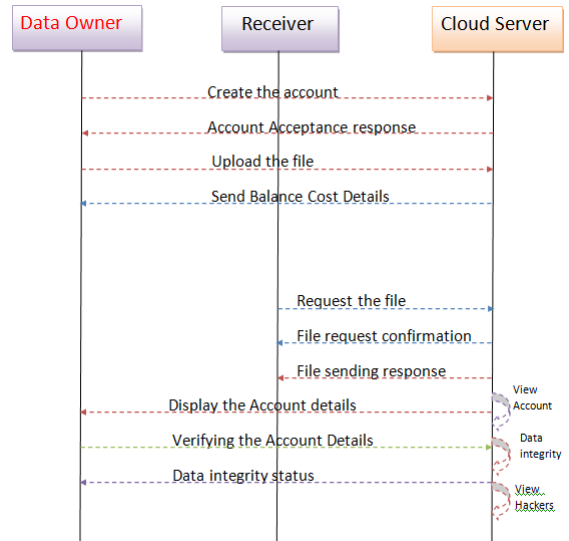 Data Owner
Receiver
Cloud Server
Create the account
Account Acceptance response
Upload the file
Send Balance Cost Details
Request the file
File request confirmation
File sending response
View
Account
Display the Account details
Verifying the Account Details
Data
integrity
Data integrity status
View
Hackers